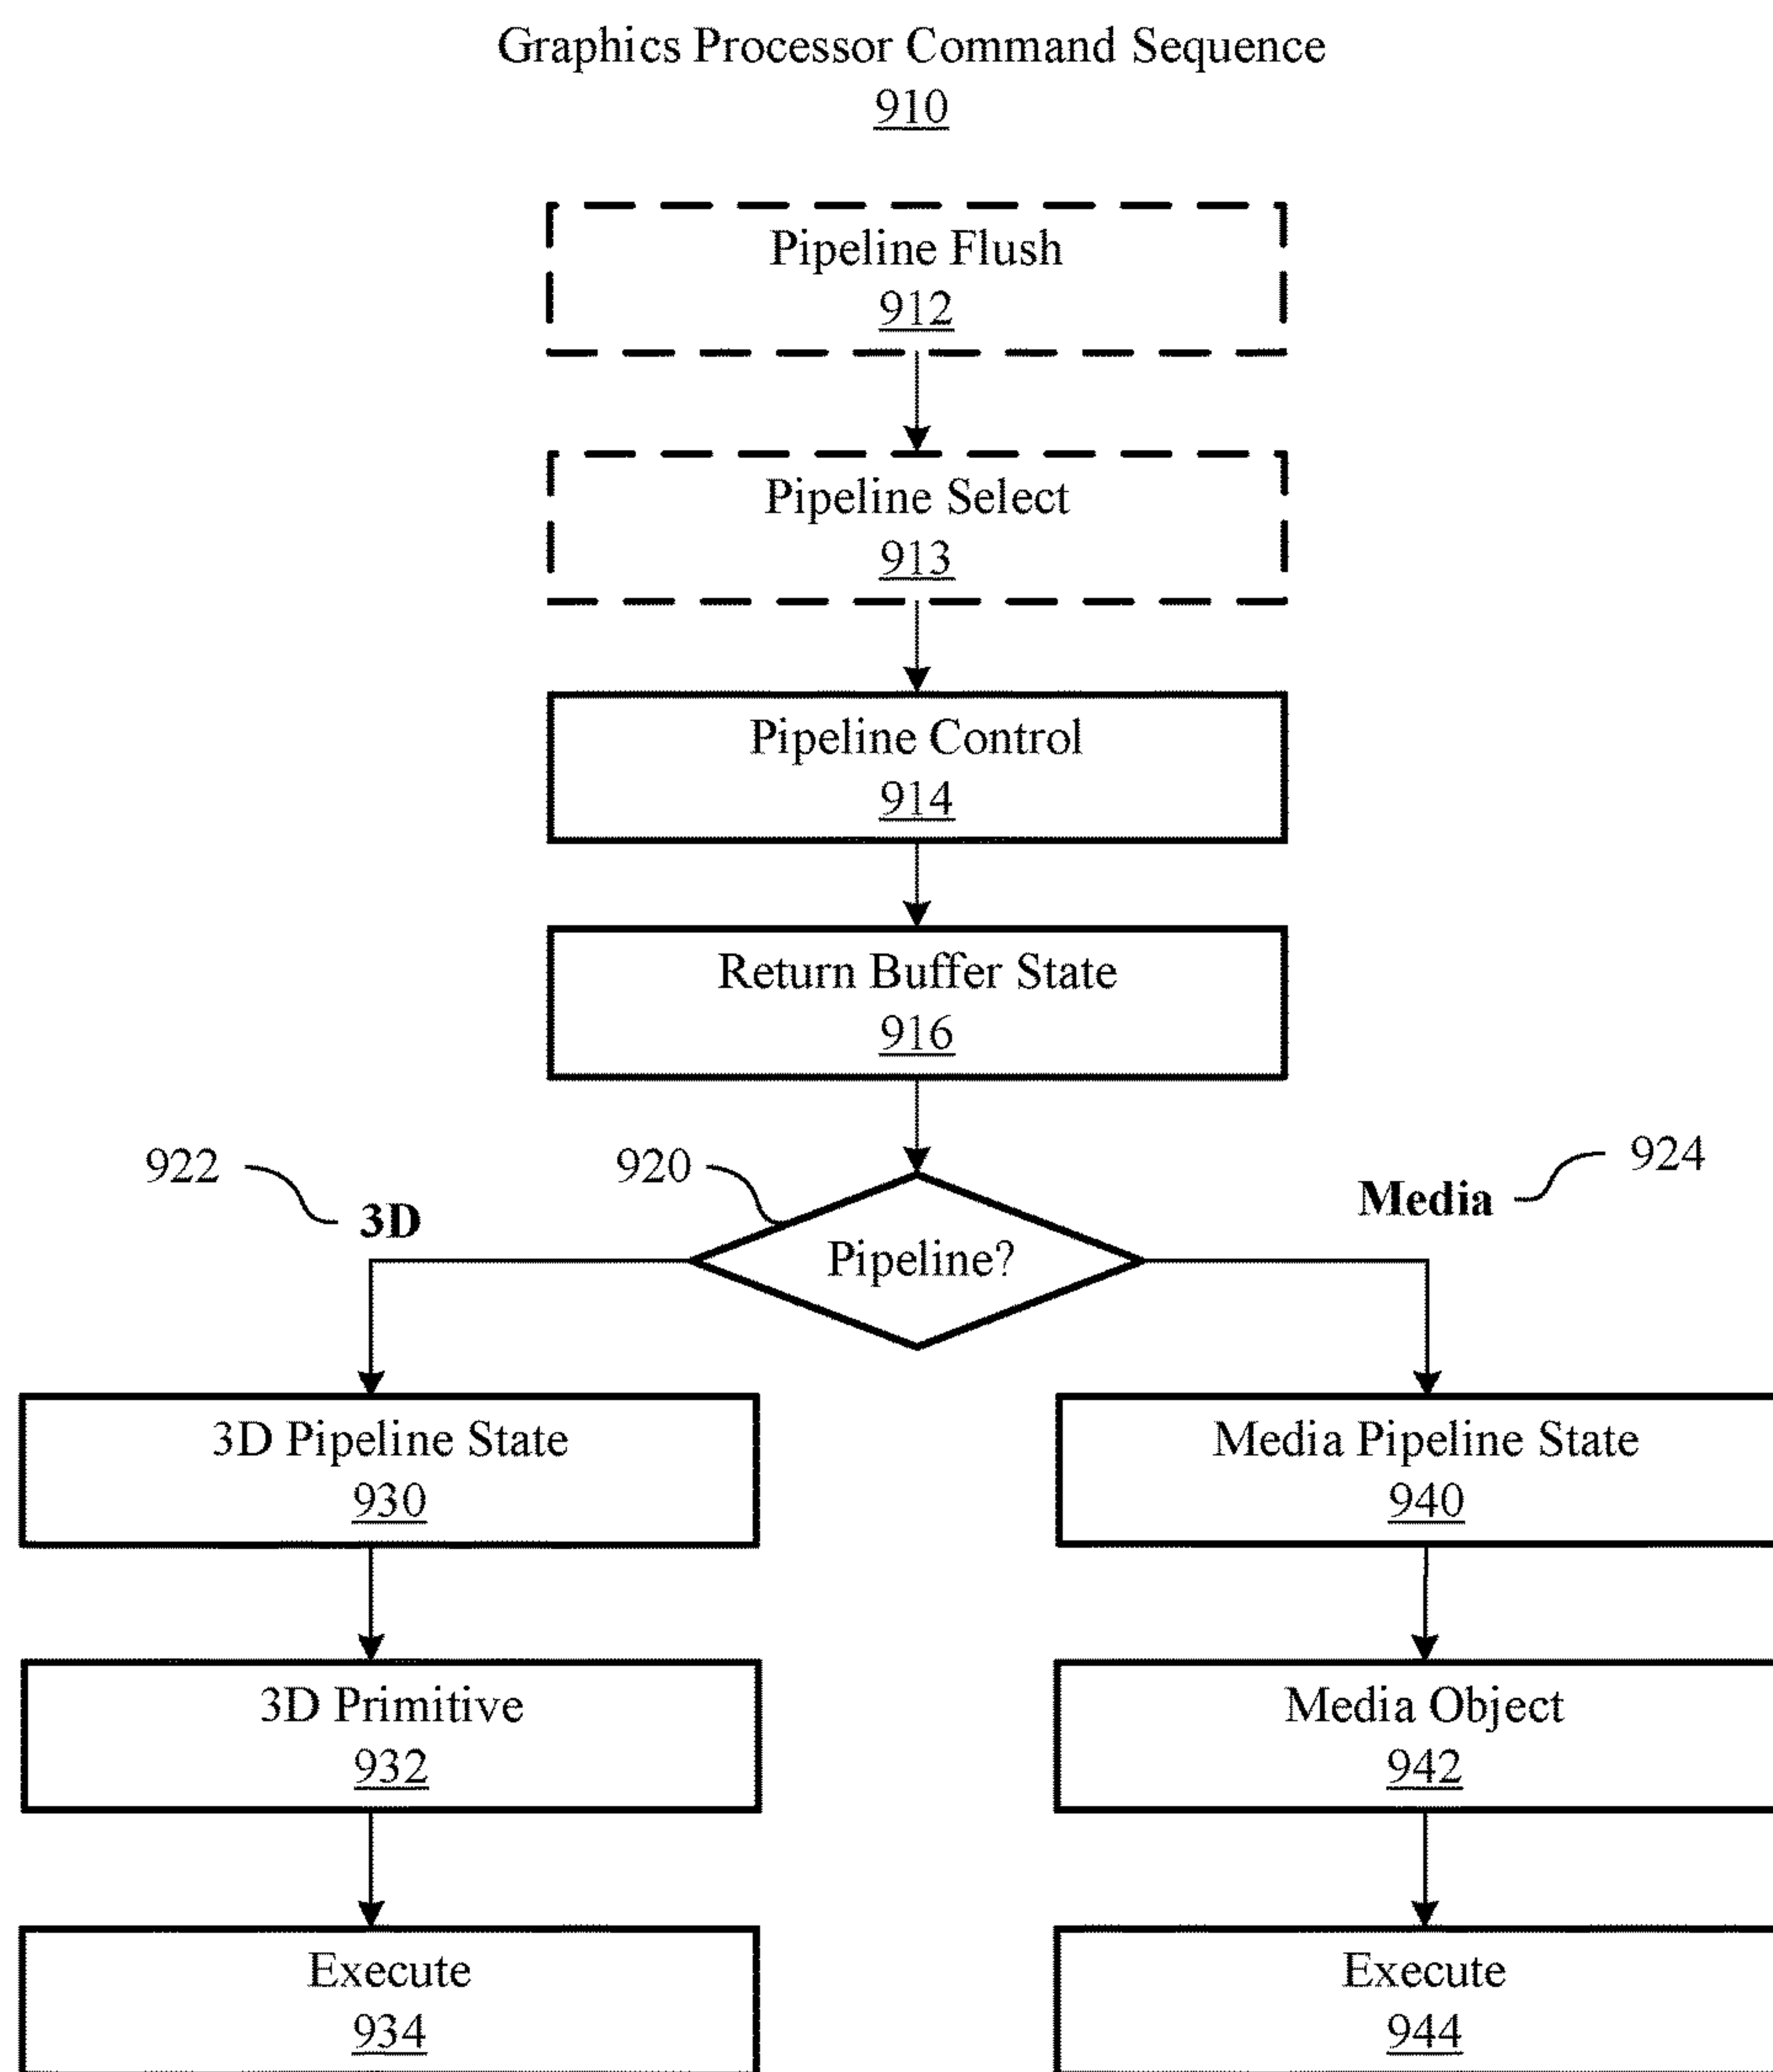 Graphics Processor Command Sequence
910
Pipeline Flush
912
Pipeline Select
913
Pipeline Control
914
Return Buffer State
916
922
920
924
3D
Media
Pipeline?
3D Pipeline State
930
Media Pipeline State
940
3D Primitive
932
Media Object
942
Execute
934
Execute
944